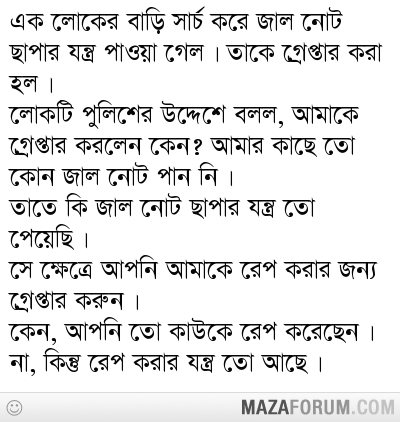 এক লোকের বাড়ি সার্চ করে জাল নোট
ছাপার যন্ত্র পাওয়া গেল । তাকে গ্রেপ্তার করা
হল ।
লোকটি পুলিশের উদ্দেশে বলল, আমাকে
গ্রেপ্তার করলেন কেন? আমার কাছে তো
কোন জাল নোট পান নি ।
তাতে কি জাল নোট ছাপার যন্ত্র তো
পেয়েছি ।
সে ক্ষেত্রে আপনি আমাকে রেপ করার জন্য
গ্রেপ্তার করুন ।
কেন, আপনি তো কাউকে রেপ করেছেন ।
না, কিন্তু রেপ করার যন্ত্র তো আছে ।
MAZAFORUM.COM